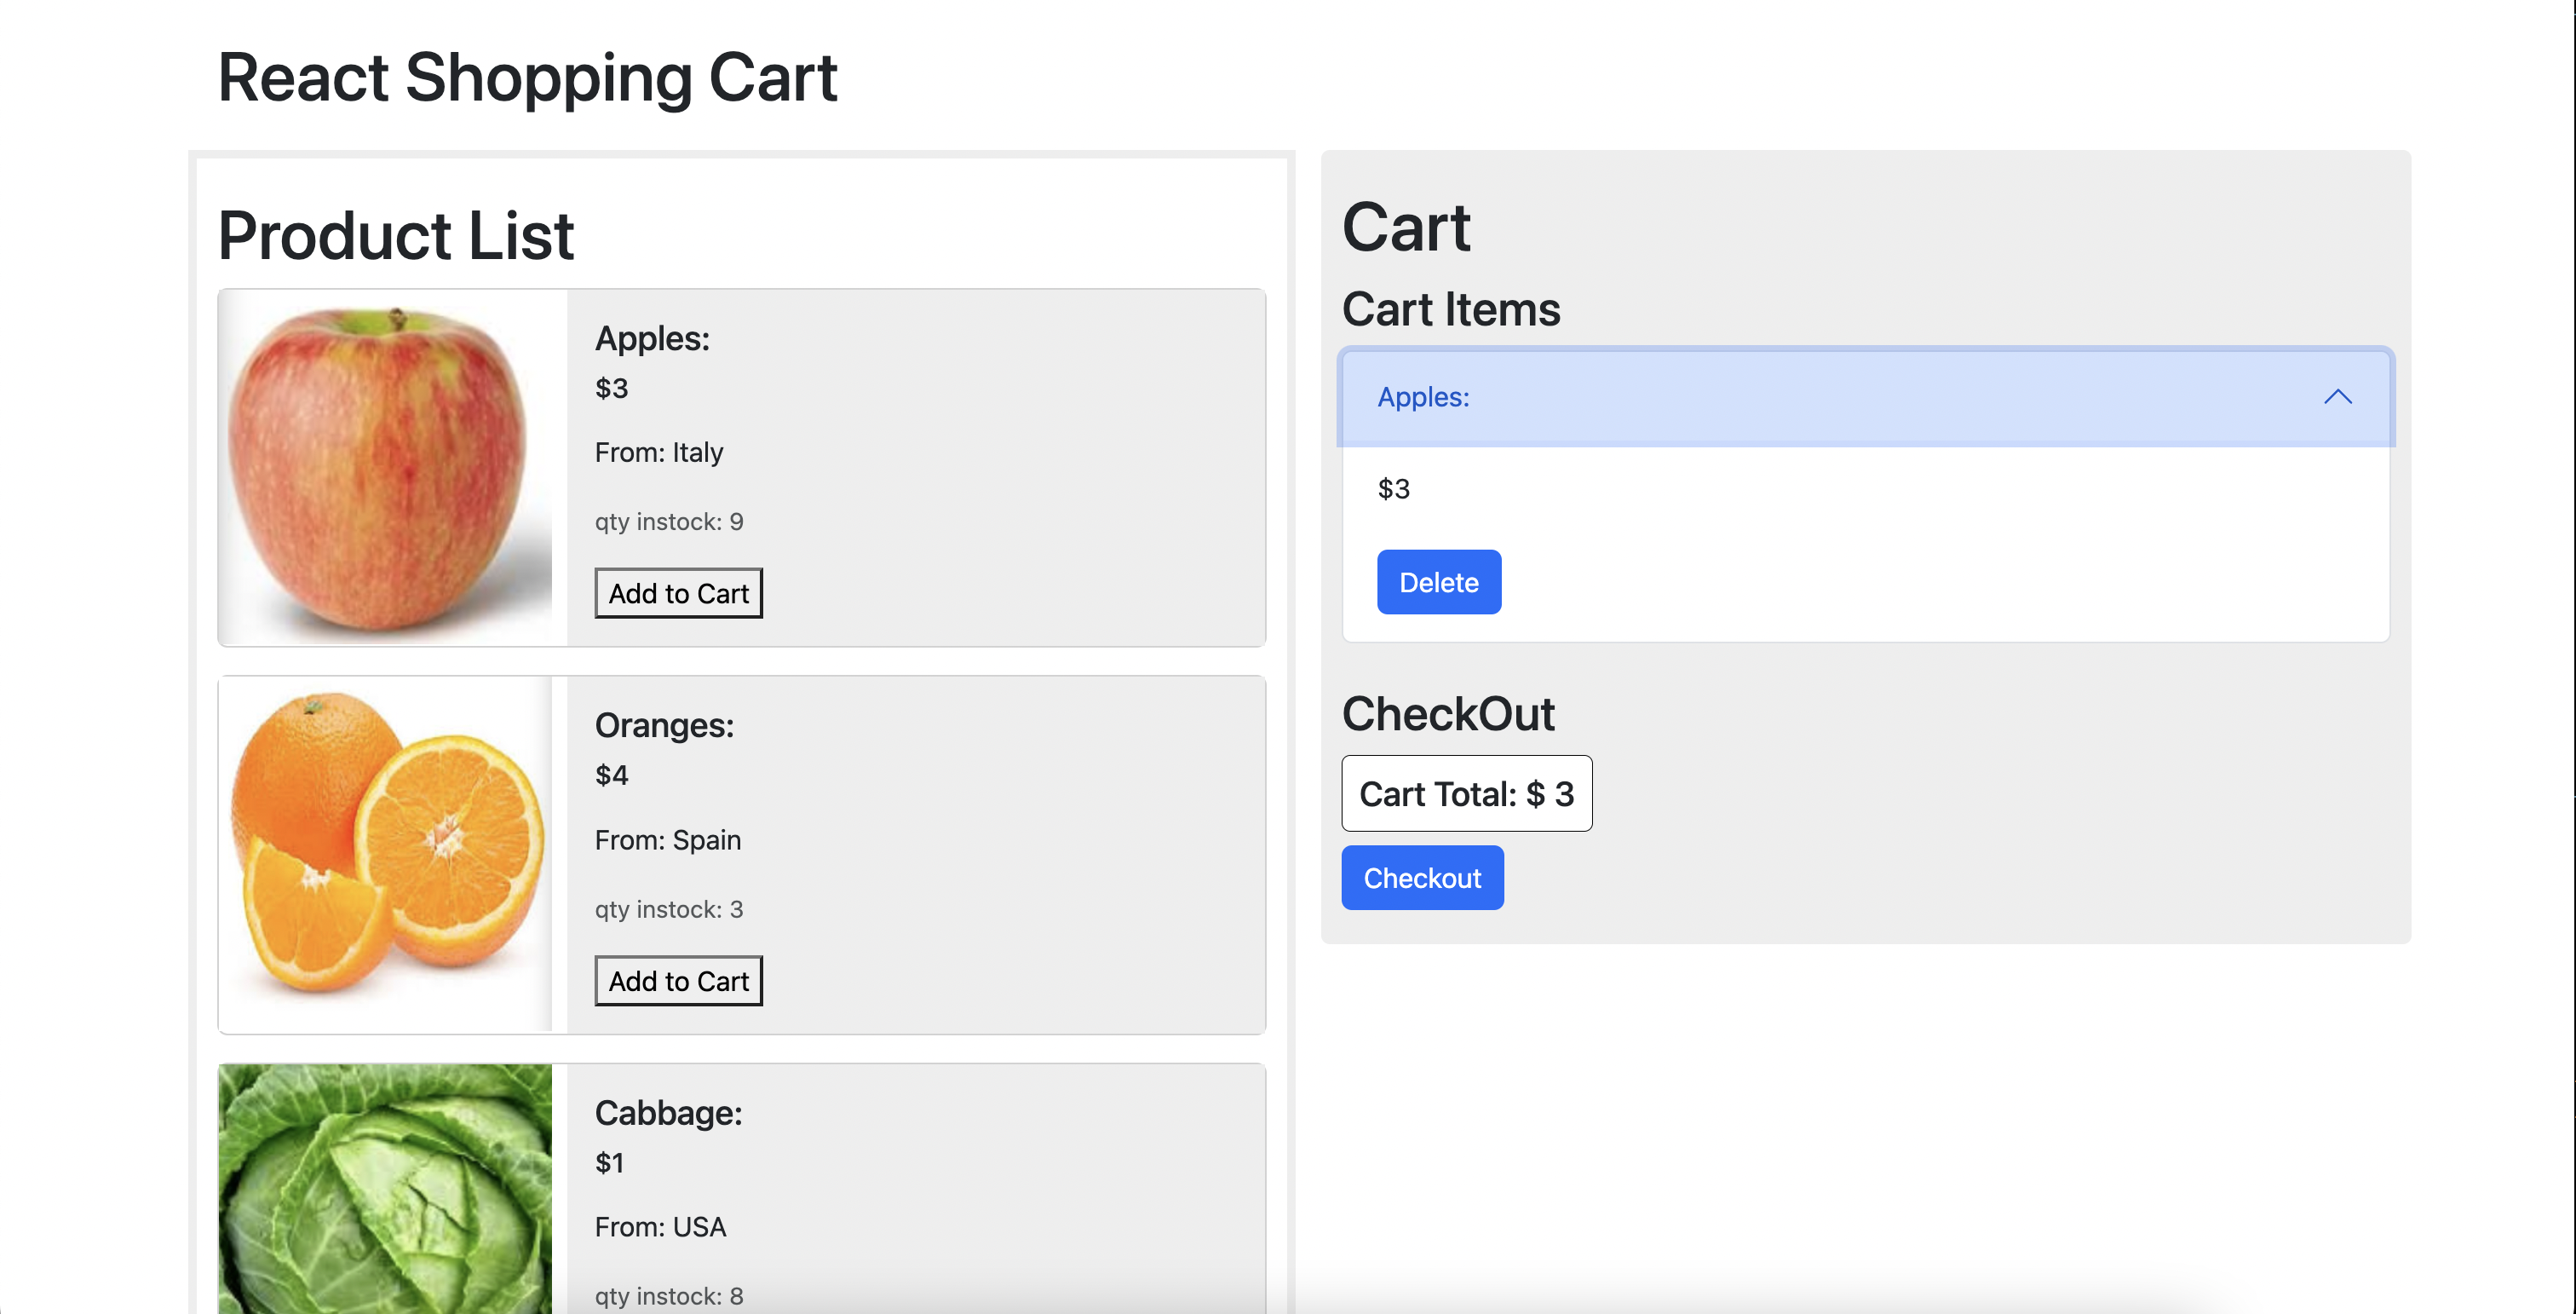 React Shopping Cart
Product List
Apples:
$3
From: Italy
qty instock: 9
Add to Cart
Oranges:
$4
From: Spain
qty instock: 3
Add to Cart
Cabbage:
$1
From: USA
qty instock: 8
Cart
Cart Items
Apples:
$3
Delete
CheckOut
Cart Total: $ 3
Checkout